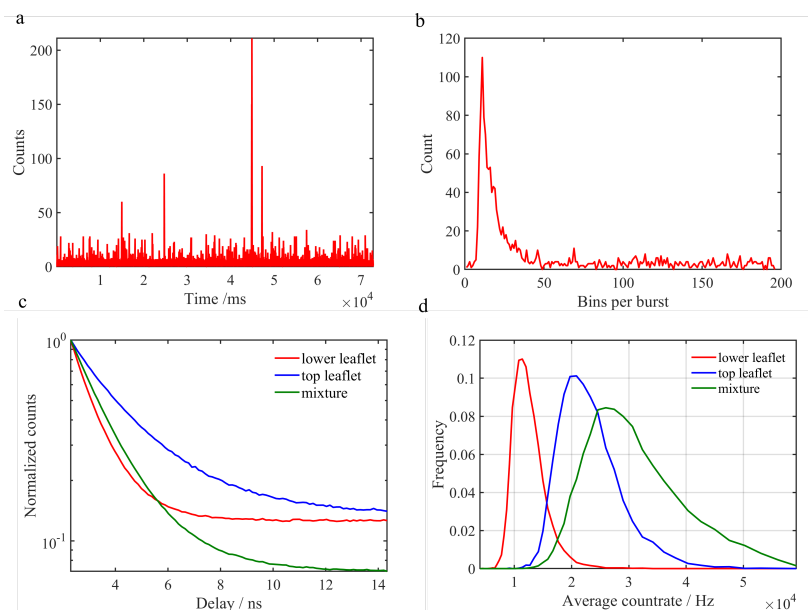 a
200
150
100
50
0
Counts
1 2 3 4 5 6 7
Time /ms
×10^4
b
120
100
80
60
40
20
0
Count
0 50 100 150 200
Bins per burst
c
10^0
10^-1
Normalized counts
lower leaflet
top leaflet
mixture
4 6 8 10 12 14
Delay / ns
d
0.12
0.1
0.08
0.06
0.04
0.02
0
Frequency
lower leaflet
top leaflet
mixture
1 2 3 4 5
Average countrate / Hz
×10^4